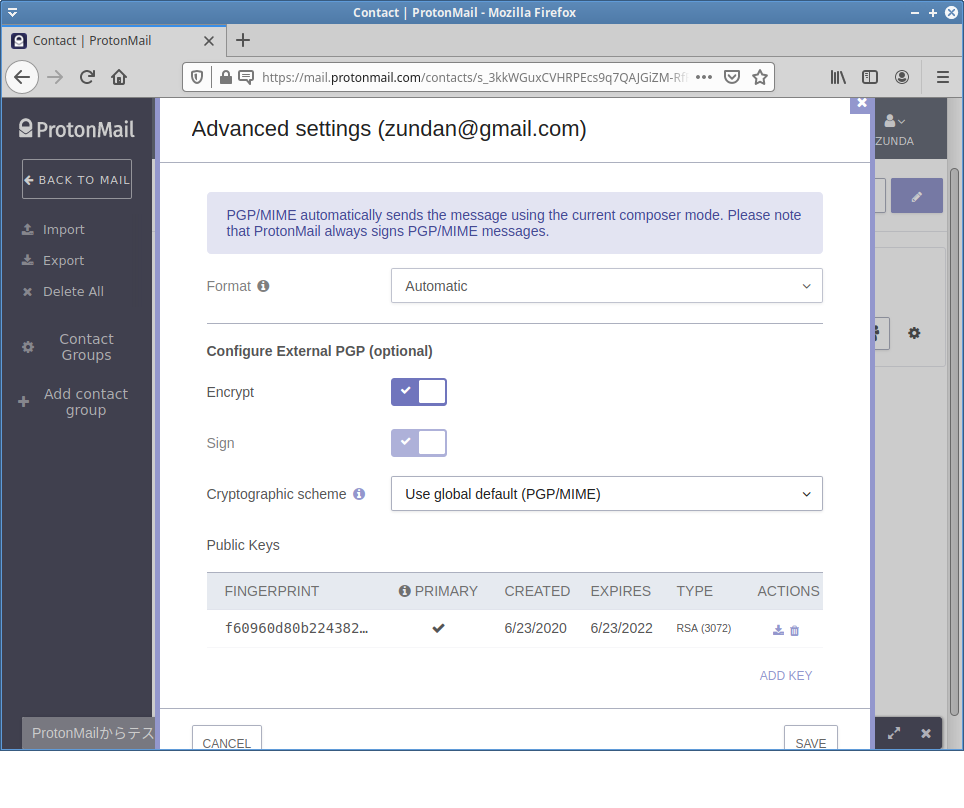 Contact | ProtonMail - Mozilla Firefox
Contact | ProtonMail
https://mail.protonmail.com/contacts/s_3kkWGuxCVHRPEcs9q7QAJGiZM-Rf
ProtonMail
BACK TO MAIL
Import
Export
Delete All
Contact
Groups
Add contact
group
ProtonMailからテス
ZUNDA
Advanced settings (zundan@gmail.com)
PGP/MIME automatically sends the message using the current composer mode. Please note
that ProtonMail always signs PGP/MIME messages.
Format
Automatic
Configure External PGP (optional)
Encrypt
Sign
Cryptographic scheme
Use global default (PGP/MIME)
Public Keys
FINGERPRINT PRIMARY CREATED EXPIRES TYPE ACTIONS
f60960d80b224382… 6/23/2020 6/23/2022 RSA (3072)
ADD KEY
CANCEL
SAVE